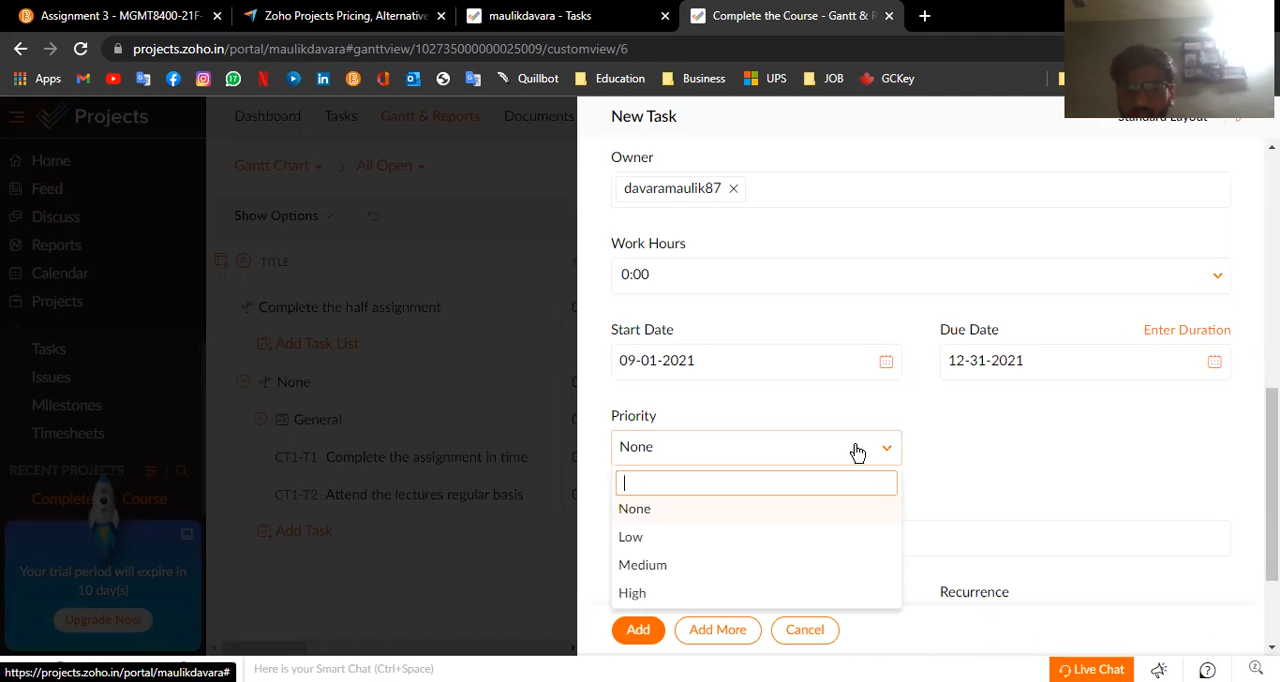 Assignment 3 - MGMT8400-21F-
Zoho Projects Pricing, Alternative
maulikdavara - Tasks
Complete the Course - Gantt & R
projects.zoho.in/portal/maulikdavara#ganttview/102735000000025009/customview/6
Apps
Quillbot
Education
Business
UPS
JOB
GCKey
Projects
Dashboard
Tasks
Gantt & Reports
Documents
New Task
Standard Layout
Home
Feed
Discuss
Reports
Calendar
Projects
Tasks
Issues
Milestones
Timesheets
RECENT PROJECTS
Complete
Course
Your trial period will expire in
10 day(s)
Upgrade Now
Gantt Chart
All Open
Show Options
TITLE
Complete the half assignment
Add Task List
None
General
CT1-T1 Complete the assignment in time
CT1-T2 Attend the lectures regular basis
Add Task
Owner
davaramaulik87
Work Hours
0:00
Start Date
Due Date
Enter Duration
09-01-2021
12-31-2021
Priority
None
None
Low
Medium
High
Recurrence
Add
Add More
Cancel
https://projects.zoho.in/portal/maulikdavara#
Here is your Smart Chat (Ctrl+Space)
Live Chat